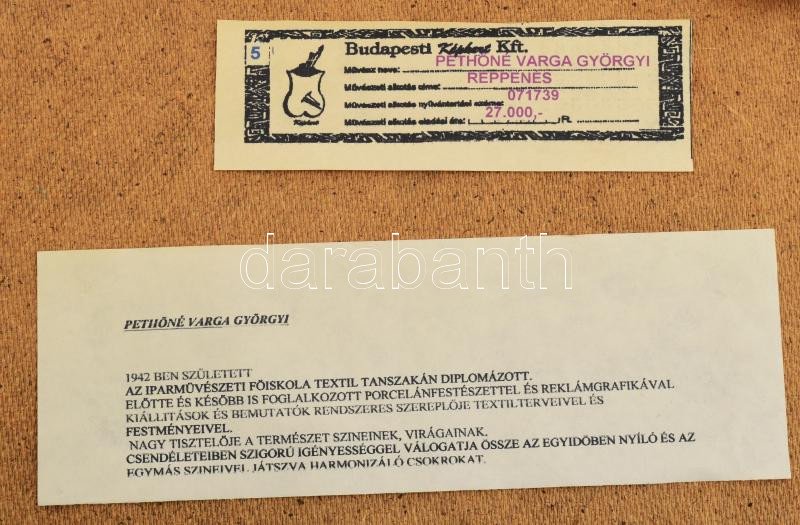 5
Budapesti Képkert Kft.
Művész neve: PETHŐNÉ VARGA GYÖRGYI
Művészeti alkotás címe: REPPENÉS
Művészeti alkotás nyilvántartási száma: 071739
Művészeti alkotás eladási ára: 27.000,- Ft.
Képkert
darabanth
PETHŐNÉ VARGA GYÖRGYI
1942 BEN SZÜLETETT
AZ IPARMŰVÉSZETI FŐISKOLA TEXTIL TANSZAKÁN DIPLOMÁZOTT.
ELŐTTE ÉS KÉSŐBB IS FOGLALKOZOTT PORCELÁNFESTÉSZETTEL ÉS REKLÁMGRAFIKÁVAL
KIÁLLITÁSOK ÉS BEMUTATÓK RENDSZERES SZEREPLŐJE TEXTILTERVEIVEL ÉS
FESTMÉNYEIVEL.
NAGY TISZTELŐJE A TERMÉSZET SZINEINEK, VIRÁGAINAK.
CSENDÉLETEIBEN SZIGORÚ IGÉNYESSÉGGEL VÁLOGATJA ÖSSZE AZ EGYIDŐBEN NYÍLÓ ÉS AZ
EGYMÁS SZINEIVEL JÁTSZVA HARMONIZÁLÓ CSOKROKAT.